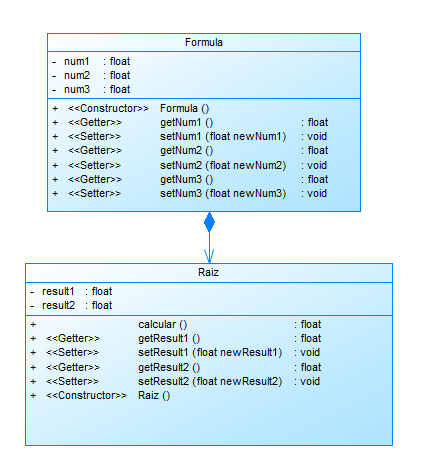 Formula
- num1 : float
- num2 : float
- num3 : float
+ <<Constructor>> Formula ()
+ <<Getter>> getNum1 () : float
+ <<Setter>> setNum1 (float newNum1) : void
+ <<Getter>> getNum2 () : float
+ <<Setter>> setNum2 (float newNum2) : void
+ <<Getter>> getNum3 () : float
+ <<Setter>> setNum3 (float newNum3) : void
Raiz
- result1 : float
- result2 : float
+ calcular () : float
+ <<Getter>> getResult1 () : float
+ <<Setter>> setResult1 (float newResult1) : void
+ <<Getter>> getResult2 () : float
+ <<Setter>> setResult2 (float newResult2) : void
+ <<Constructor>> Raiz ()